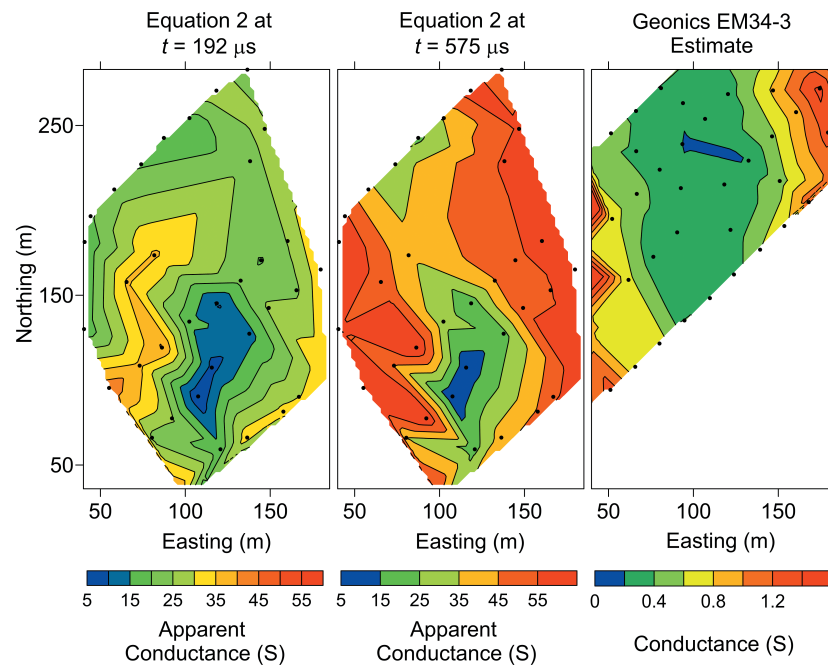 Equation 2 at
t = 192 μs
Equation 2 at
t = 575 μs
Geonics EM34-3
Estimate
Northing (m)
250
150
50
50 100 150
50 100 150
50 100 150
Easting (m)
Easting (m)
Easting (m)
5 15 25 35 45 55
5 15 25 35 45 55
0 0.4 0.8 1.2
Apparent
Conductance (S)
Apparent
Conductance (S)
Conductance (S)